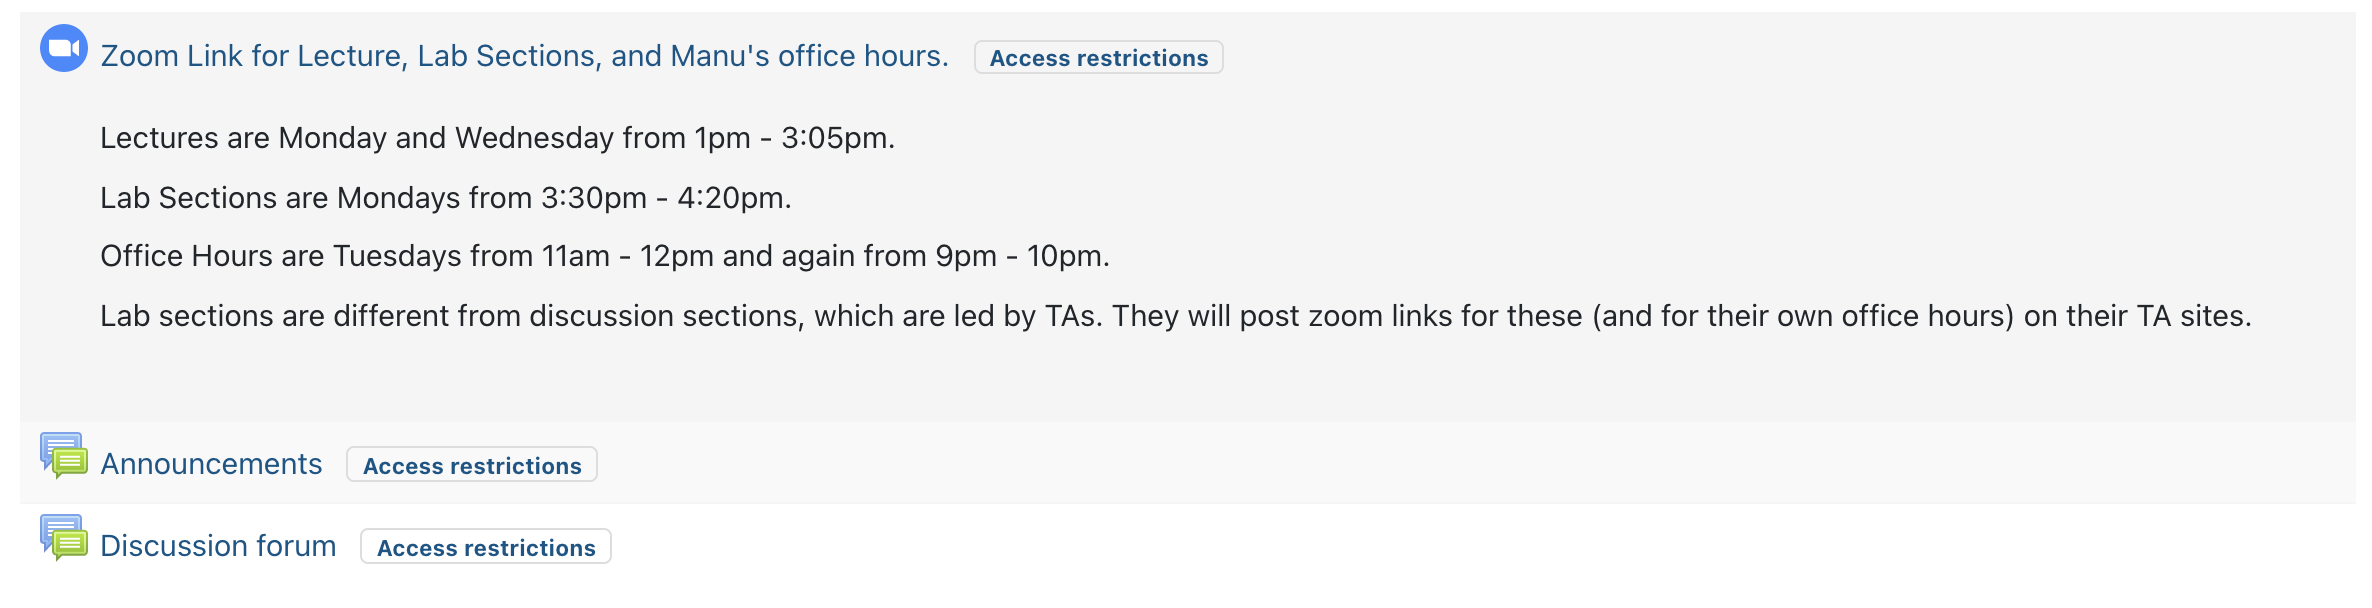 Zoom Link for Lecture, Lab Sections, and Manu's office hours. Access restrictions
Lectures are Monday and Wednesday from 1pm - 3:05pm.
Lab Sections are Mondays from 3:30pm - 4:20pm.
Office Hours are Tuesdays from 11am - 12pm and again from 9pm - 10pm.
Lab sections are different from discussion sections, which are led by TAs. They will post zoom links for these (and for their own office hours) on their TA sites.
Announcements Access restrictions
Discussion forum Access restrictions